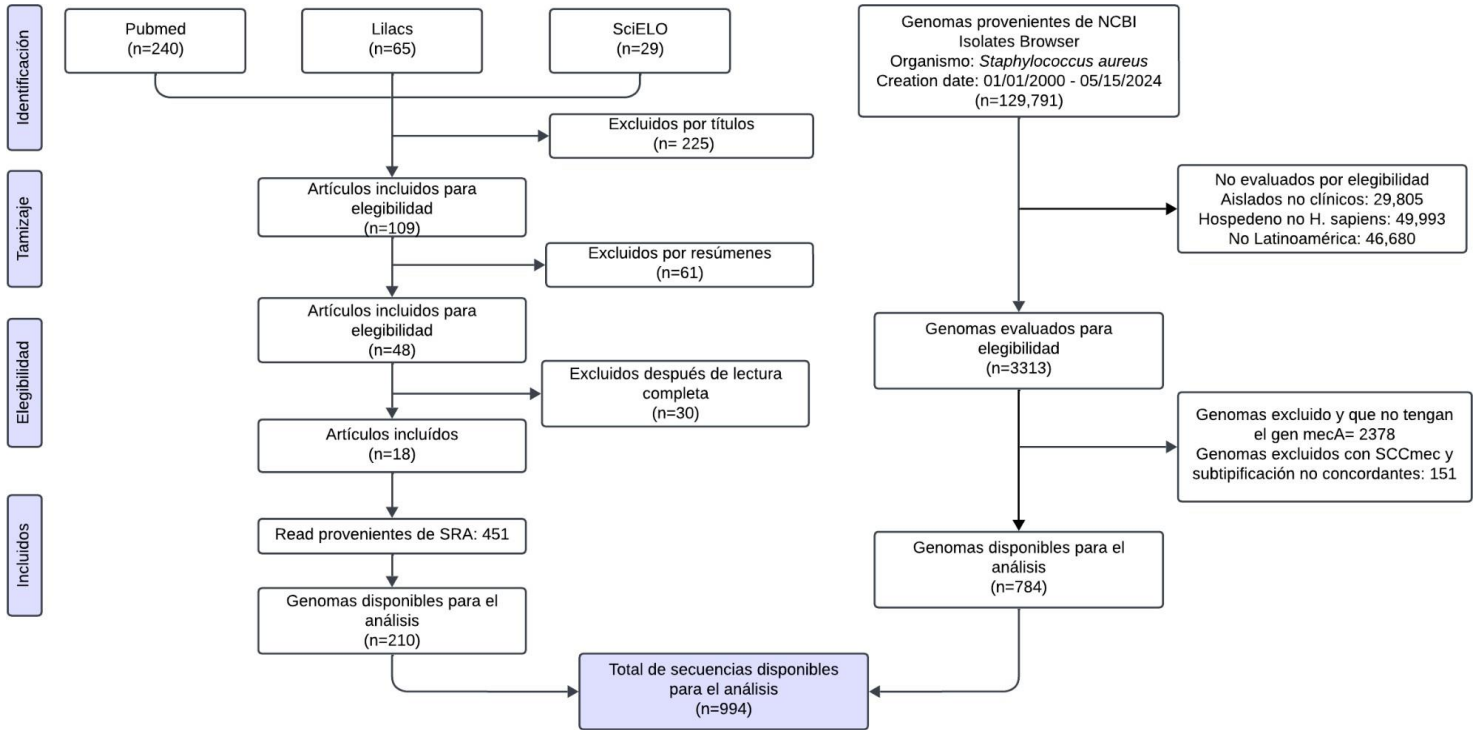 Identificación
Pubmed
(n=240)
Lilacs
(n=65)
SciELO
(n=29)
Excluidos por títulos
(n= 225)
Tamizaje
Artículos incluidos para
elegibilidad
(n=109)
Excluidos por resúmenes
(n=61)
Artículos incluidos para
elegibilidad
(n=48)
Elegibilidad
Excluidos después de lectura
completa
(n=30)
Artículos incluídos
(n=18)
Incluidos
Read provenientes de SRA: 451
Genomas disponibles para el
análisis
(n=210)
Genomas provenientes de NCBI
Isolates Browser
Organismo: Staphylococcus aureus
Creation date: 01/01/2000 - 05/15/2024
(n=129,791)
No evaluados por elegibilidad
Aislados no clínicos: 29,805
Hospedeno no H. sapiens: 49,993
No Latinoamérica: 46,680
Genomas evaluados para
elegibilidad
(n=3313)
Genomas excluido y que no tengan
el gen mecA= 2378
Genomas excluidos con SCCmec y
subtipificación no concordantes: 151
Genomas disponibles para el
análisis
(n=784)
Total de secuencias disponibles
para el análisis
(n=994)